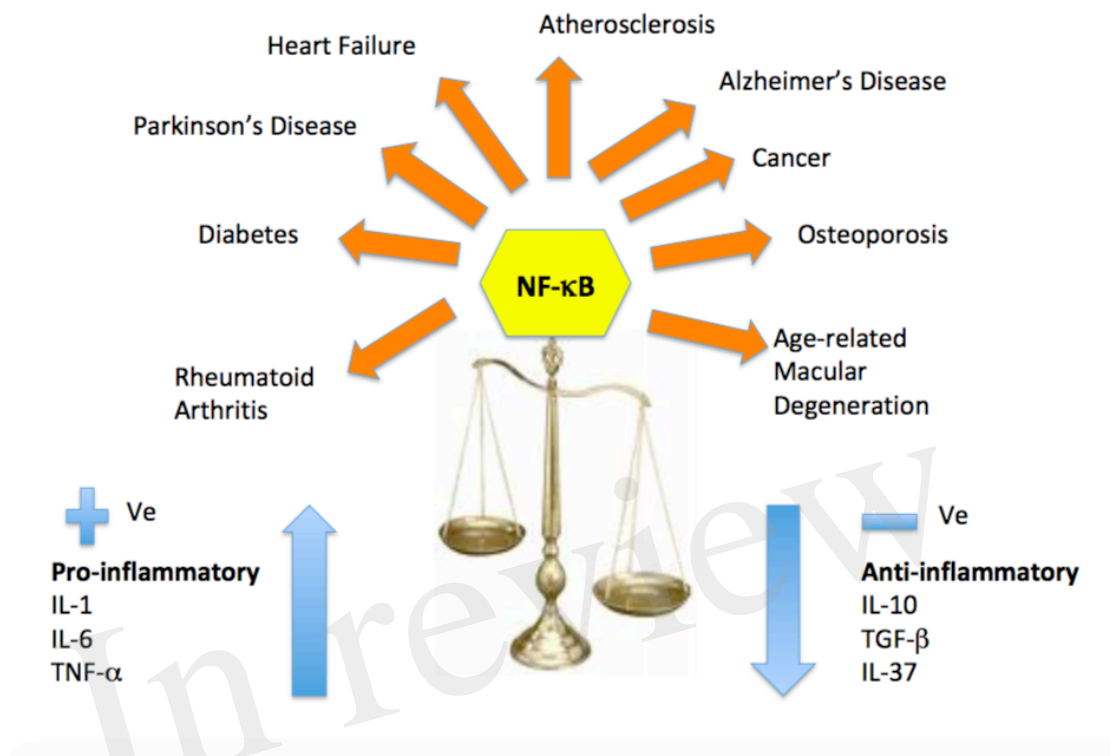 Atherosclerosis
Heart Failure
Alzheimer's Disease
Parkinson's Disease
Cancer
Diabetes
Osteoporosis
NF-κB
Age-related
Macular
Degeneration
Rheumatoid
Arthritis
+ Ve
Pro-inflammatory
IL-1
IL-6
TNF-α
− Ve
Anti-inflammatory
IL-10
TGF-β
IL-37
In review